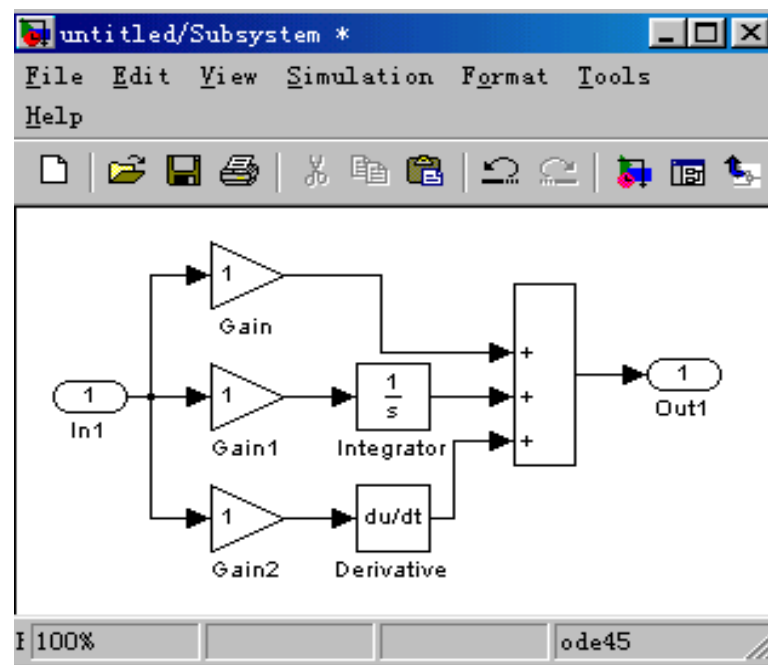 untitled/Subsystem *
File Edit View Simulation Format Tools
Help
1
Gain
1
In1
1
Gain1
1
s
Integrator
+
+
+
1
Out1
1
Gain2
du/dt
Derivative
100%
ode45